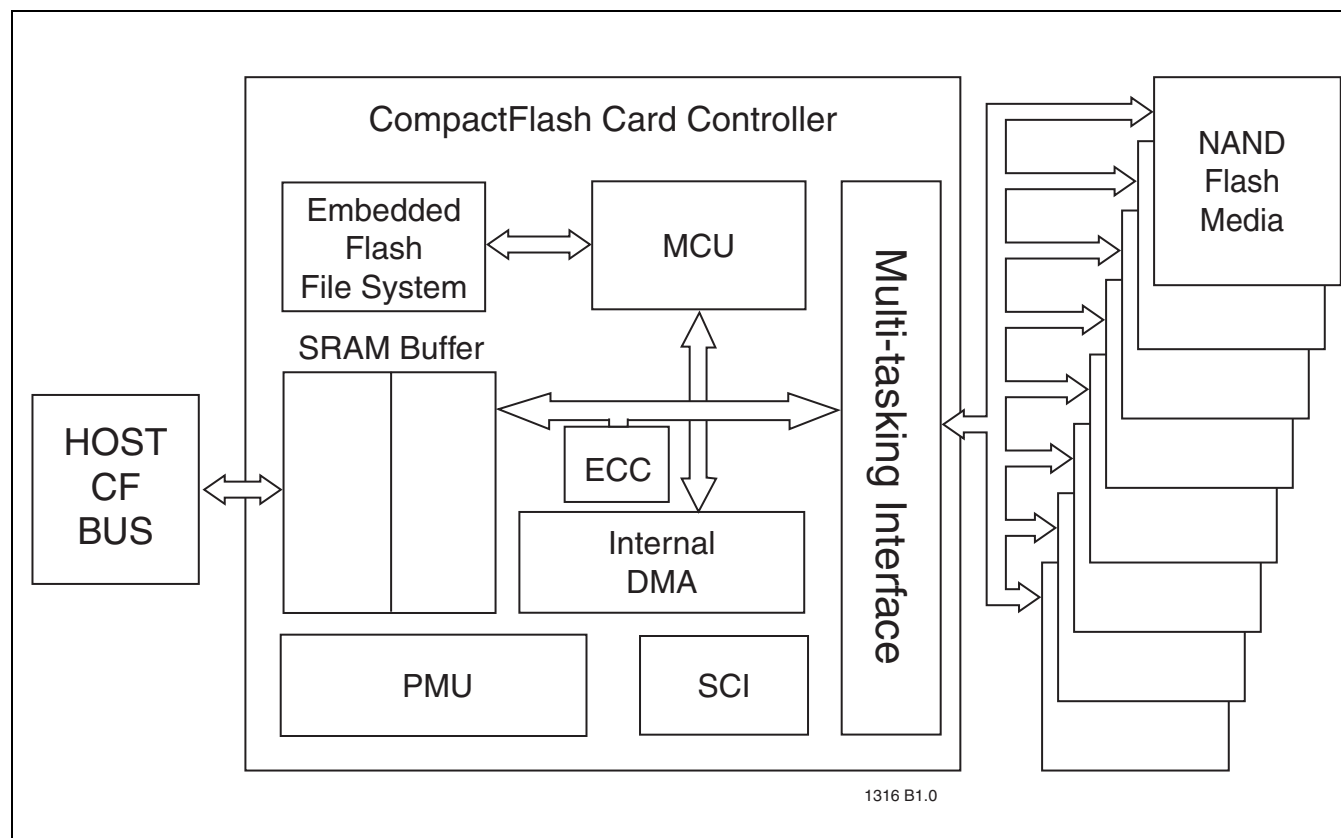 CompactFlash Card Controller
Embedded
Flash
File System
MCU
SRAM Buffer
HOST
CF
BUS
ECC
Internal
DMA
PMU
SCI
Multi-tasking Interface
NAND
Flash
Media
1316 B1.0